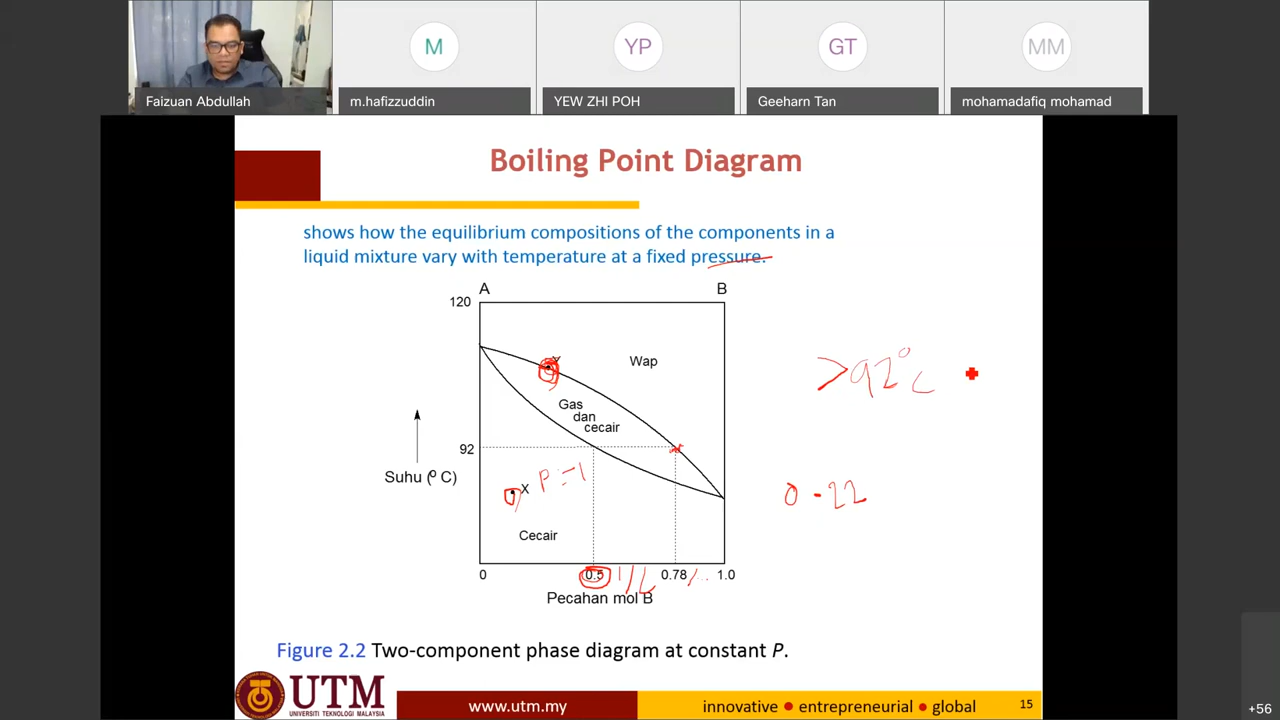 M
YP
GT
MM
Faizuan Abdullah
m.hafizzuddin
YEW ZHI POH
Geeharn Tan
mohamadafiq mohamad
Boiling Point Diagram
shows how the equilibrium compositions of the components in a
liquid mixture vary with temperature at a fixed pressure.
A
B
120
Y
Wap
>92°C
Gas
dan
cecair
92
Suhu (º C)
X
P=1
0.22
Cecair
0
0.5
0.78
1.0
Pecahan mol B
Figure 2.2 Two-component phase diagram at constant P.
UTM
UNIVERSITI TEKNOLOGI MALAYSIA
www.utm.my
innovative ● entrepreneurial ● global
15
+56